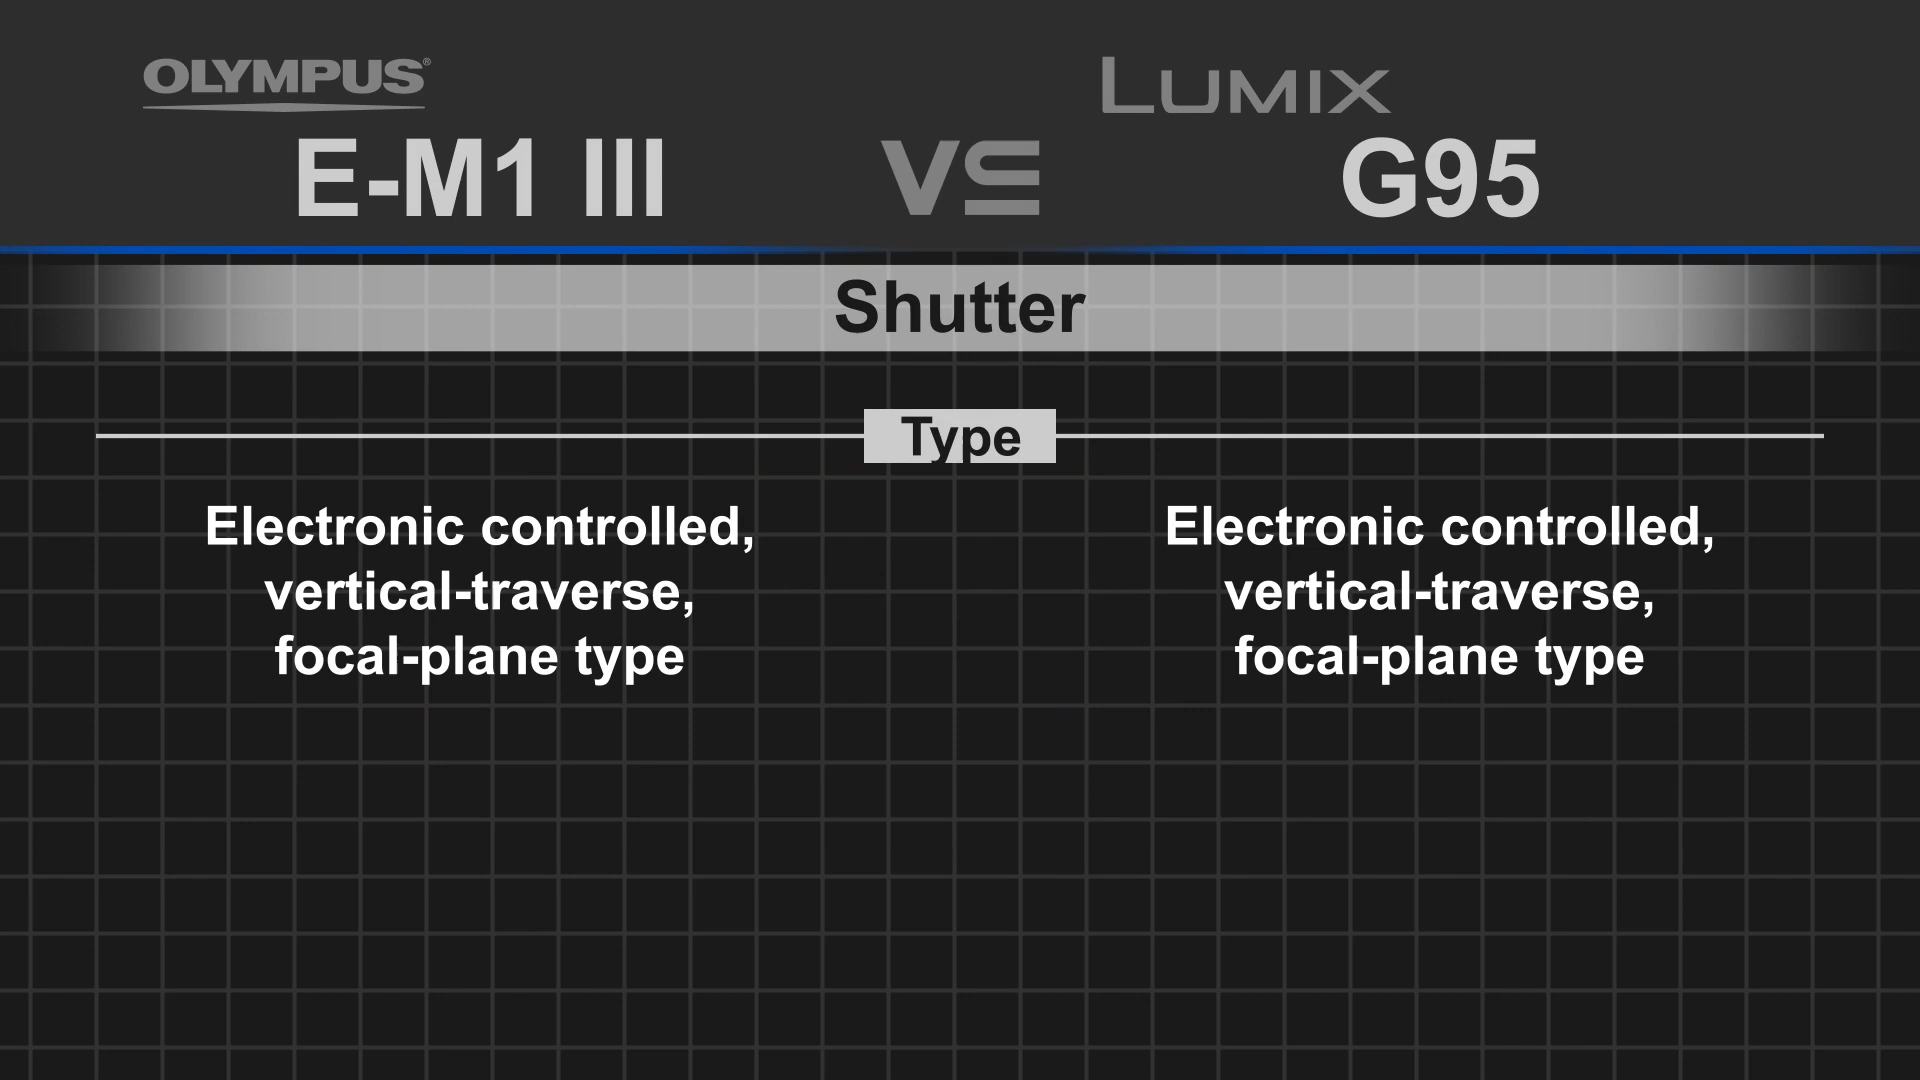 OLYMPUS®
LUMIX
E-M1 III
VS
G95
Shutter
Type
Electronic controlled,
vertical-traverse,
focal-plane type
Electronic controlled,
vertical-traverse,
focal-plane type